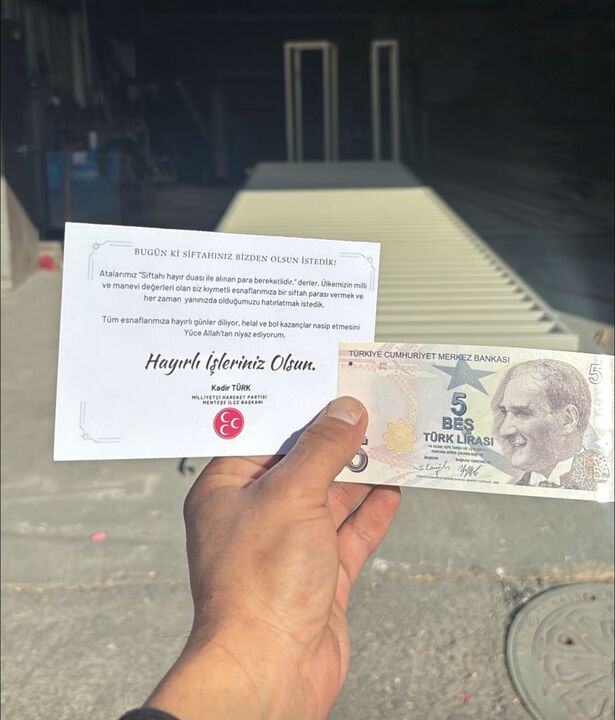 BUGÜN Kİ SİFTAHINIZ BİZDEN OLSUN İSTEDİK!
Atalarımız "Siftahı hayır duası ile alınan para bereketlidir." derler. Ülkemizin milli
ve manevi değerleri olan siz kıymetli esnaflarımıza bir siftah parası vermek ve
her zaman yanınızda olduğumuzu hatırlatmak istedik.
Tüm esnaflarımıza hayırlı günler diliyor, helal ve bol kazançlar nasip etmesini
Yüce Allah'tan niyaz ediyorum.
Hayırlı İşleriniz Olsun.
Kadir TÜRK
MİLLİYETÇİ HAREKET PARTİSİ
MENTEŞE İLÇE BAŞKANI
TÜRKİYE CUMHURİYET MERKEZ BANKASI
5
5
BEŞ
TÜRK LİRASI
BAŞKAN
5